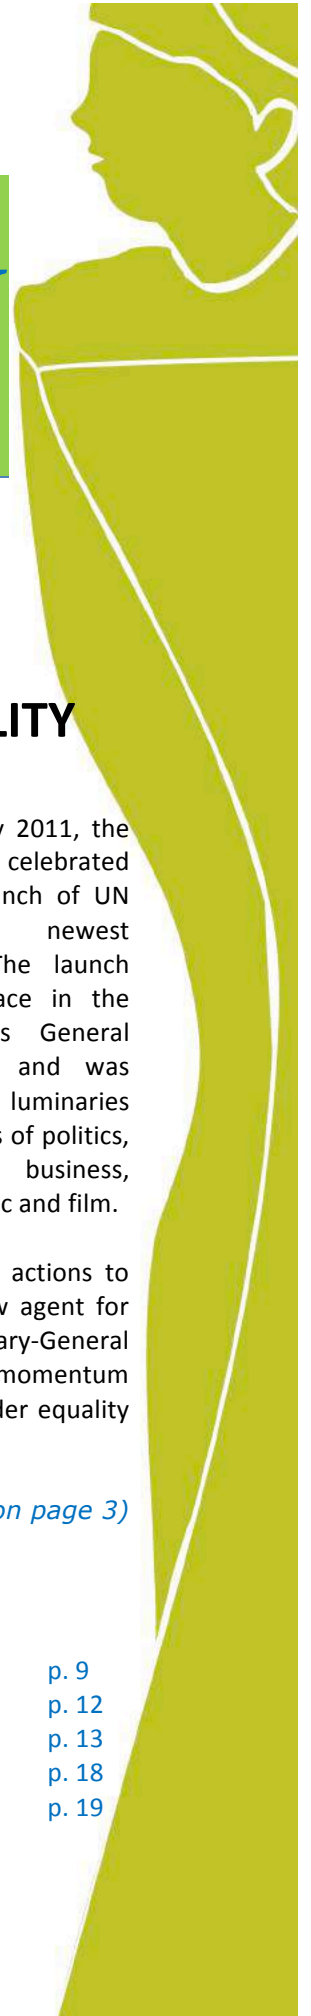 LITY
y 2011, the
celebrated
unch of UN
newest
The launch
ace in the
s General
and was
luminaries
s of politics,
business,
c and film.
actions to
w agent for
ary-General
momentum
der equality
on page 3)
p. 9
p. 12
p. 13
p. 18
p. 19